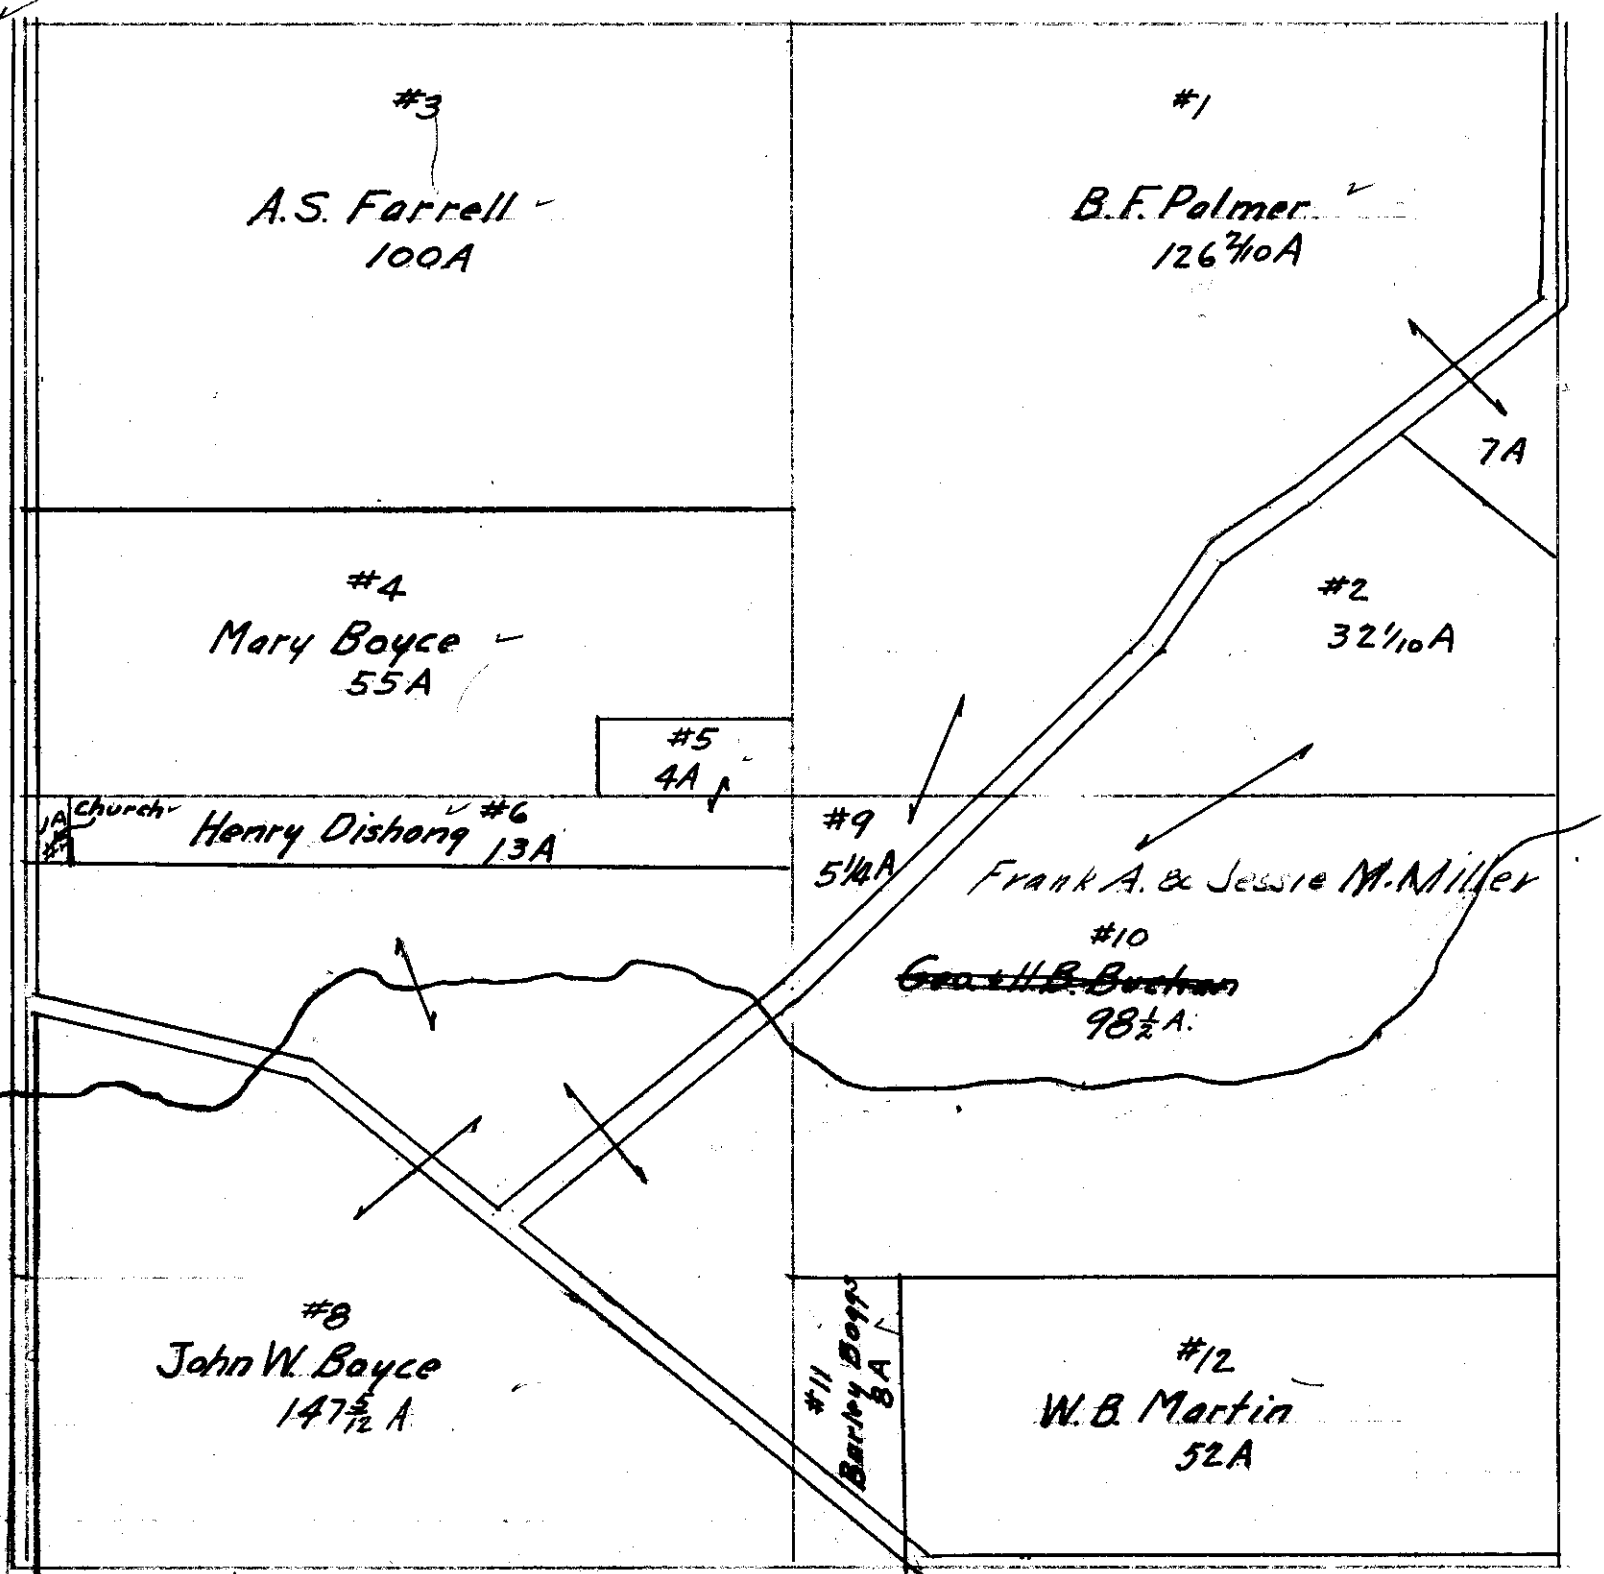 #3
A.S. Farrell
100A
#1
B.F. Palmer
126 2/10 A
7A
#4
Mary Boyce
55A
#2
32 1/10 A
#5
4A
1A
Church
Henry Dishong
#6
13A
#9
5 1/4 A
Frank A. & Jessie M. Miller
#10
98 1/2 A.
#8
John W. Boyce
147 5/12 A
#11
Barley Boggs
8A
#12
W.B. Martin
52A